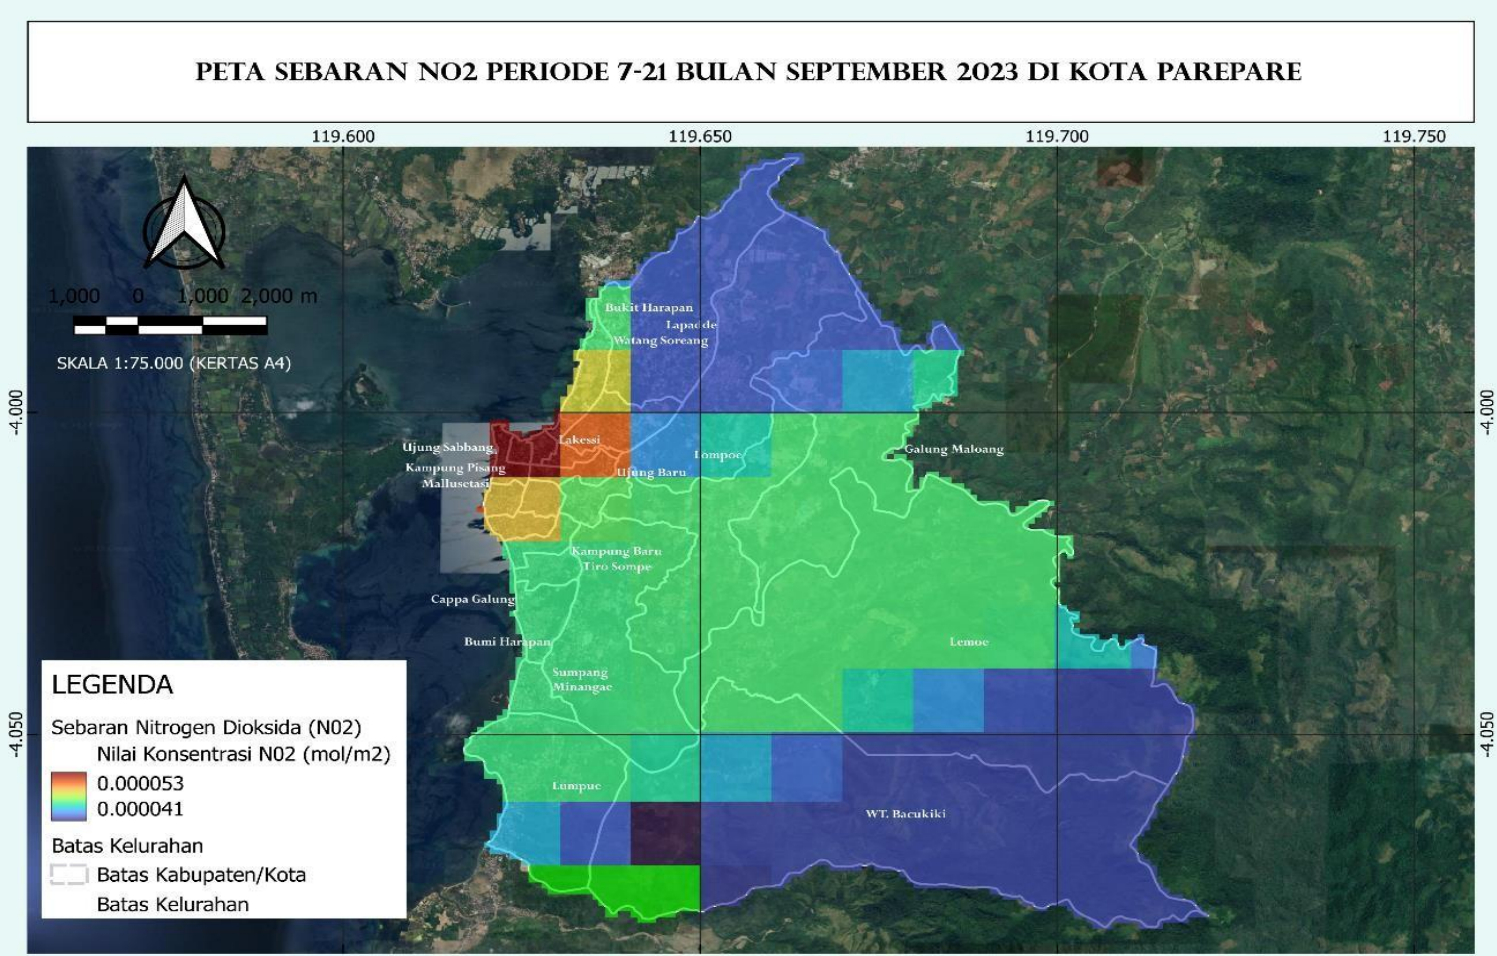 PETA SEBARAN NO2 PERIODE 7-21 BULAN SEPTEMBER 2023 DI KOTA PAREPARE
119.600 119.650 119.700 119.750
1,000 0 1,000 2,000 m
SKALA 1:75.000 (KERTAS A4)
Bukit Harapan
Lapadde
Watang Soreang
-4.000 -4.000
Lakessi
Ujung Sabbang
Lompoe
Galung Maloang
Kampung Pisang
Ujung Baru
Mallusetasi
Kampung Baru
Tiro Sompe
Cappa Galung
Bumi Harapan
Lemoe
Sumpang
Minangae
-4.050 -4.050
Lumpue
WT. Bacukiki
LEGENDA
Sebaran Nitrogen Dioksida (N02)
Nilai Konsentrasi N02 (mol/m2)
0.000053
0.000041
Batas Kelurahan
Batas Kabupaten/Kota
Batas Kelurahan